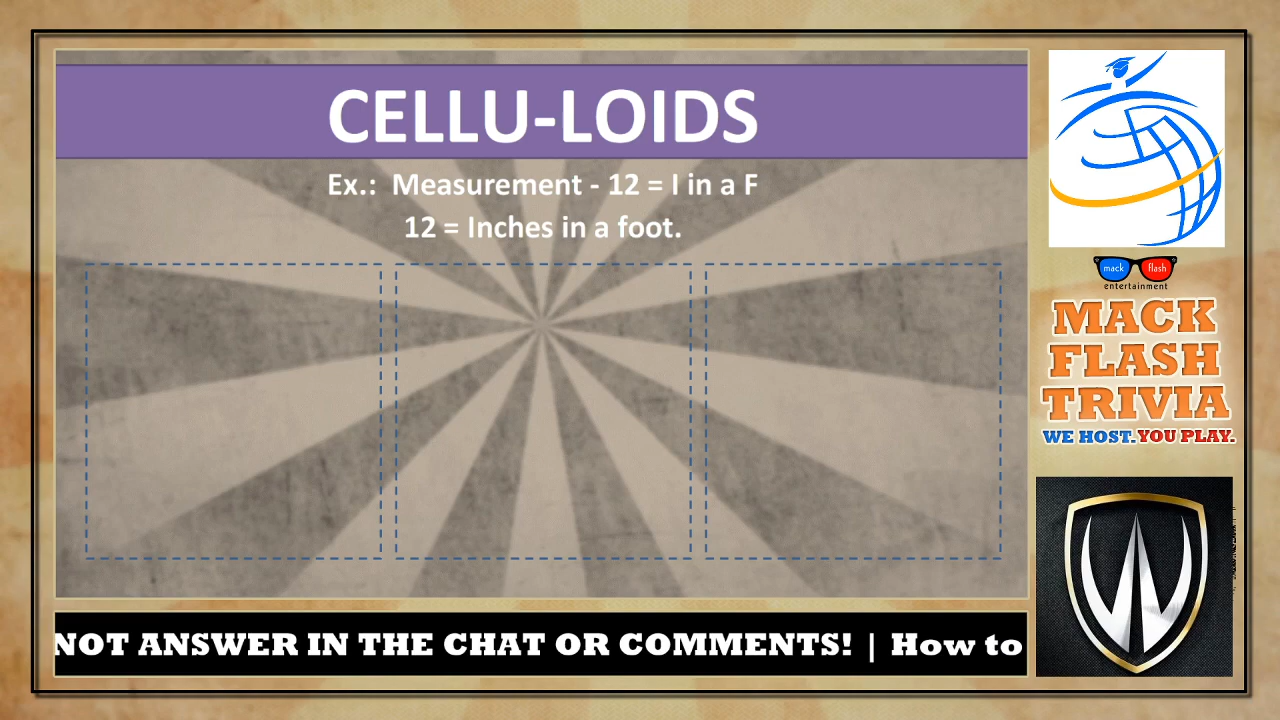 CELLU-LOIDS
Ex.: Measurement - 12 = I in a F
12 = Inches in a foot.
mack flash
entertainment
MACK
FLASH
TRIVIA
WE HOST. YOU PLAY.
NOT ANSWER IN THE CHAT OR COMMENTS! | How to